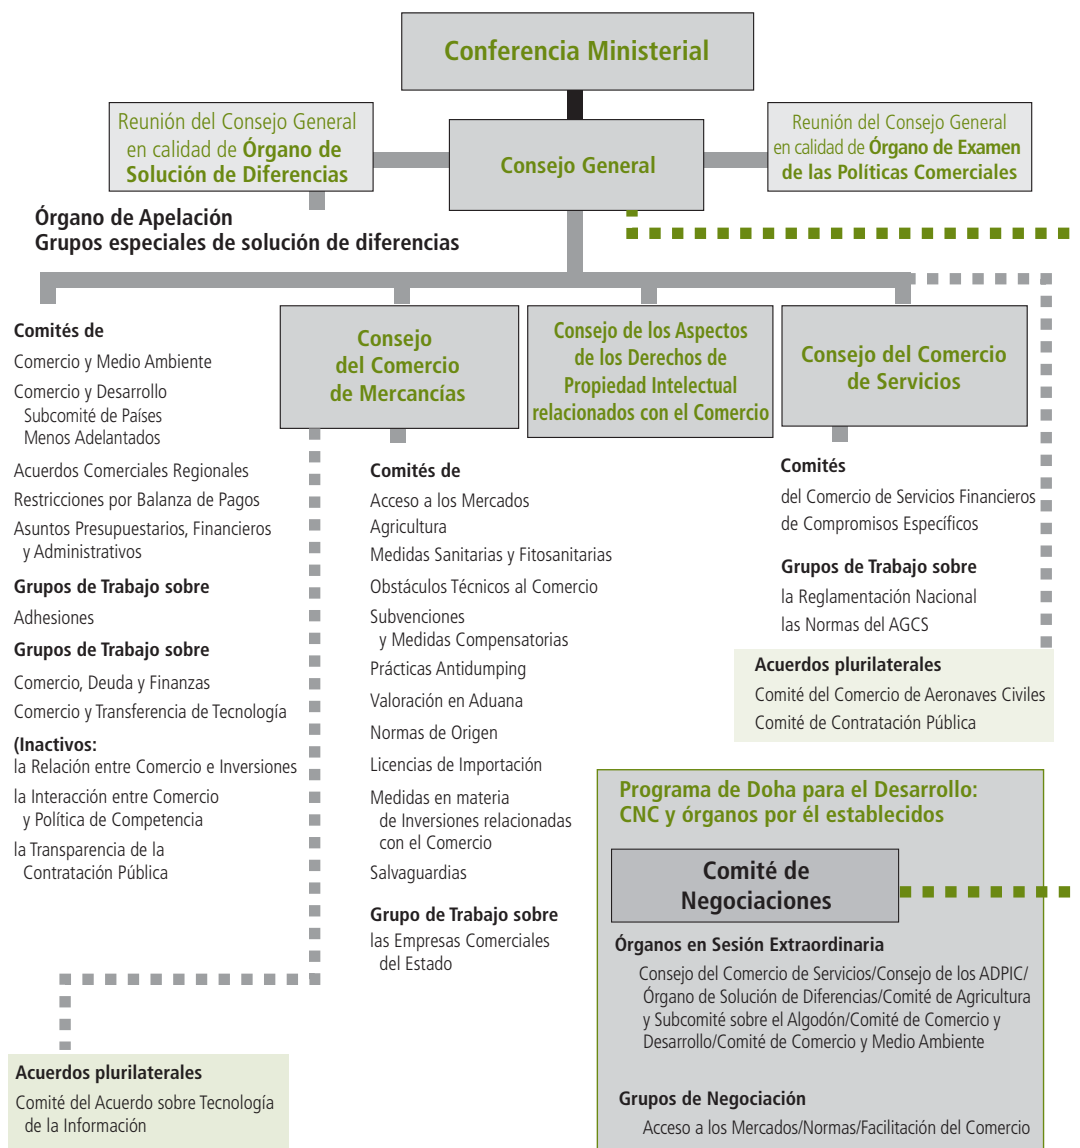 Conferencia Ministerial
Reunión del Consejo General
en calidad de Órgano de
Solución de Diferencias
Consejo General
Reunión del Consejo General
en calidad de Órgano de Examen
de las Políticas Comerciales
Órgano de Apelación
Grupos especiales de solución de diferencias
Comités de
Comercio y Medio Ambiente
Comercio y Desarrollo
Subcomité de Países
Menos Adelantados
Acuerdos Comerciales Regionales
Restricciones por Balanza de Pagos
Asuntos Presupuestarios, Financieros
y Administrativos
Grupos de Trabajo sobre
Adhesiones
Grupos de Trabajo sobre
Comercio, Deuda y Finanzas
Comercio y Transferencia de Tecnología
(Inactivos:
la Relación entre Comercio e Inversiones
la Interacción entre Comercio
y Política de Competencia
la Transparencia de la
Contratación Pública
Acuerdos plurilaterales
Comité del Acuerdo sobre Tecnología
de la Información
Consejo
del Comercio
de Mercancías
Comités de
Acceso a los Mercados
Agricultura
Medidas Sanitarias y Fitosanitarias
Obstáculos Técnicos al Comercio
Subvenciones
y Medidas Compensatorias
Prácticas Antidumping
Valoración en Aduana
Normas de Origen
Licencias de Importación
Medidas en materia
de Inversiones relacionadas
con el Comercio
Salvaguardias
Grupo de Trabajo sobre
las Empresas Comerciales
del Estado
Consejo de los Aspectos
de los Derechos de
Propiedad Intelectual
relacionados con el Comercio
Consejo del Comercio
de Servicios
Comités
del Comercio de Servicios Financieros
de Compromisos Específicos
Grupos de Trabajo sobre
la Reglamentación Nacional
las Normas del AGCS
Acuerdos plurilaterales
Comité del Comercio de Aeronaves Civiles
Comité de Contratación Pública
Programa de Doha para el Desarrollo:
CNC y órganos por él establecidos
Comité de
Negociaciones
Órganos en Sesión Extraordinaria
Consejo del Comercio de Servicios/Consejo de los ADPIC/
Órgano de Solución de Diferencias/Comité de Agricultura
y Subcomité sobre el Algodón/Comité de Comercio y
Desarrollo/Comité de Comercio y Medio Ambiente
Grupos de Negociación
Acceso a los Mercados/Normas/Facilitación del Comercio